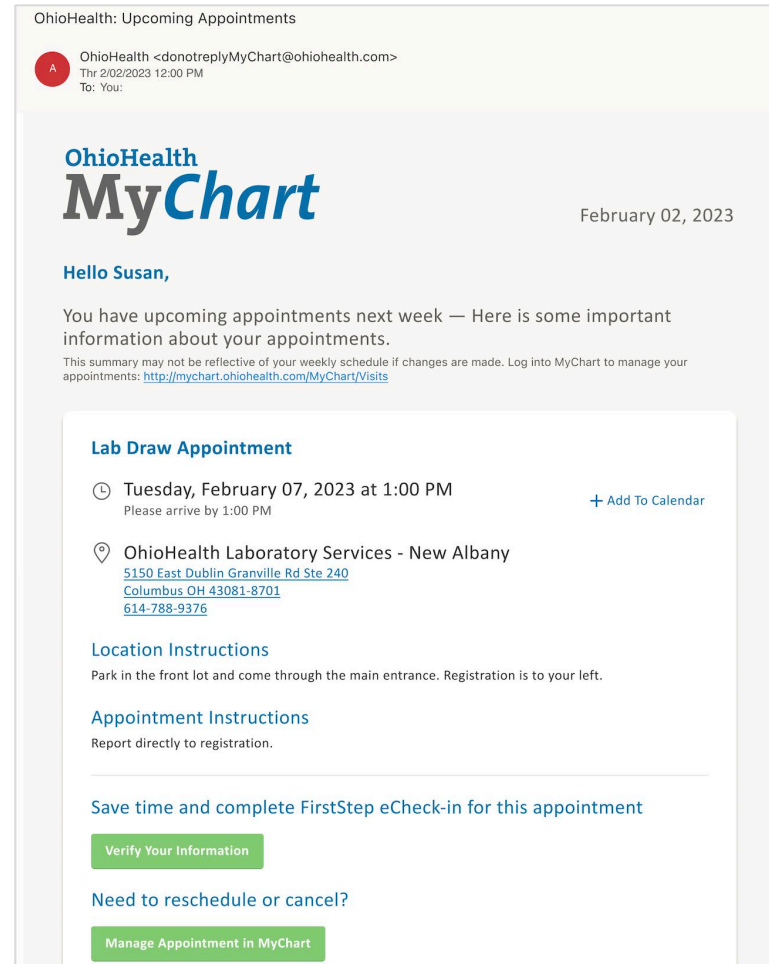 OhioHealth: Upcoming Appointments
A
OhioHealth <donotreplyMyChart@ohiohealth.com>
Thr 2/02/2023 12:00 PM
To: You:
OhioHealth
MyChart
February 02, 2023
Hello Susan,
You have upcoming appointments next week — Here is some important
information about your appointments.
This summary may not be reflective of your weekly schedule if changes are made. Log into MyChart to manage your
appointments: http://mychart.ohiohealth.com/MyChart/Visits
Lab Draw Appointment
Tuesday, February 07, 2023 at 1:00 PM
Please arrive by 1:00 PM
+ Add To Calendar
OhioHealth Laboratory Services - New Albany
5150 East Dublin Granville Rd Ste 240
Columbus OH 43081-8701
614-788-9376
Location Instructions
Park in the front lot and come through the main entrance. Registration is to your left.
Appointment Instructions
Report directly to registration.
Save time and complete FirstStep eCheck-in for this appointment
Verify Your Information
Need to reschedule or cancel?
Manage Appointment in MyChart